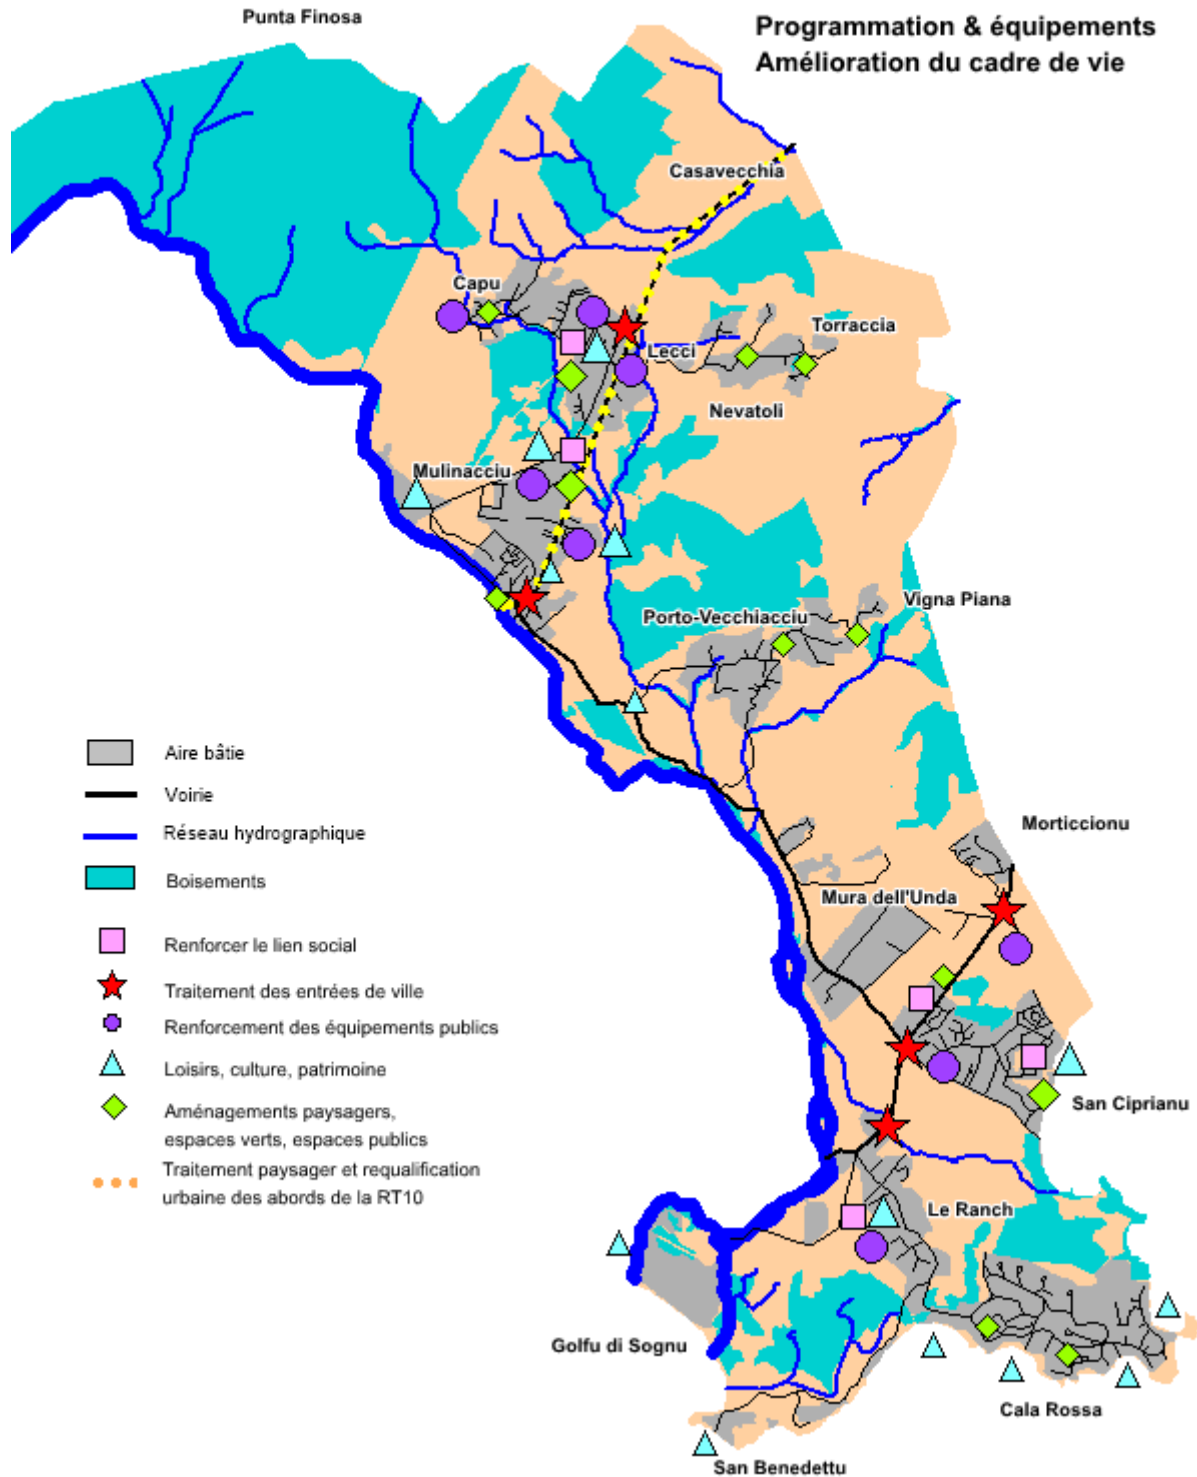 Punta Finosa
Programmation & équipements
Amélioration du cadre de vie
Casavecchia
Capu
Torraccia
Lecci
Nevatoli
Mulinacciu
Vigna Piana
Porto-Vecchiacciu
Aire bâtie
Voirie
Réseau hydrographique
Boisements
Renforcer le lien social
Traitement des entrées de ville
Renforcement des équipements publics
Loisirs, culture, patrimoine
Aménagements paysagers,
espaces verts, espaces publics
Traitement paysager et requalification
urbaine des abords de la RT10
Morticcionu
Mura dell'Unda
San Ciprianu
Le Ranch
Golfu di Sognu
Cala Rossa
San Benedettu